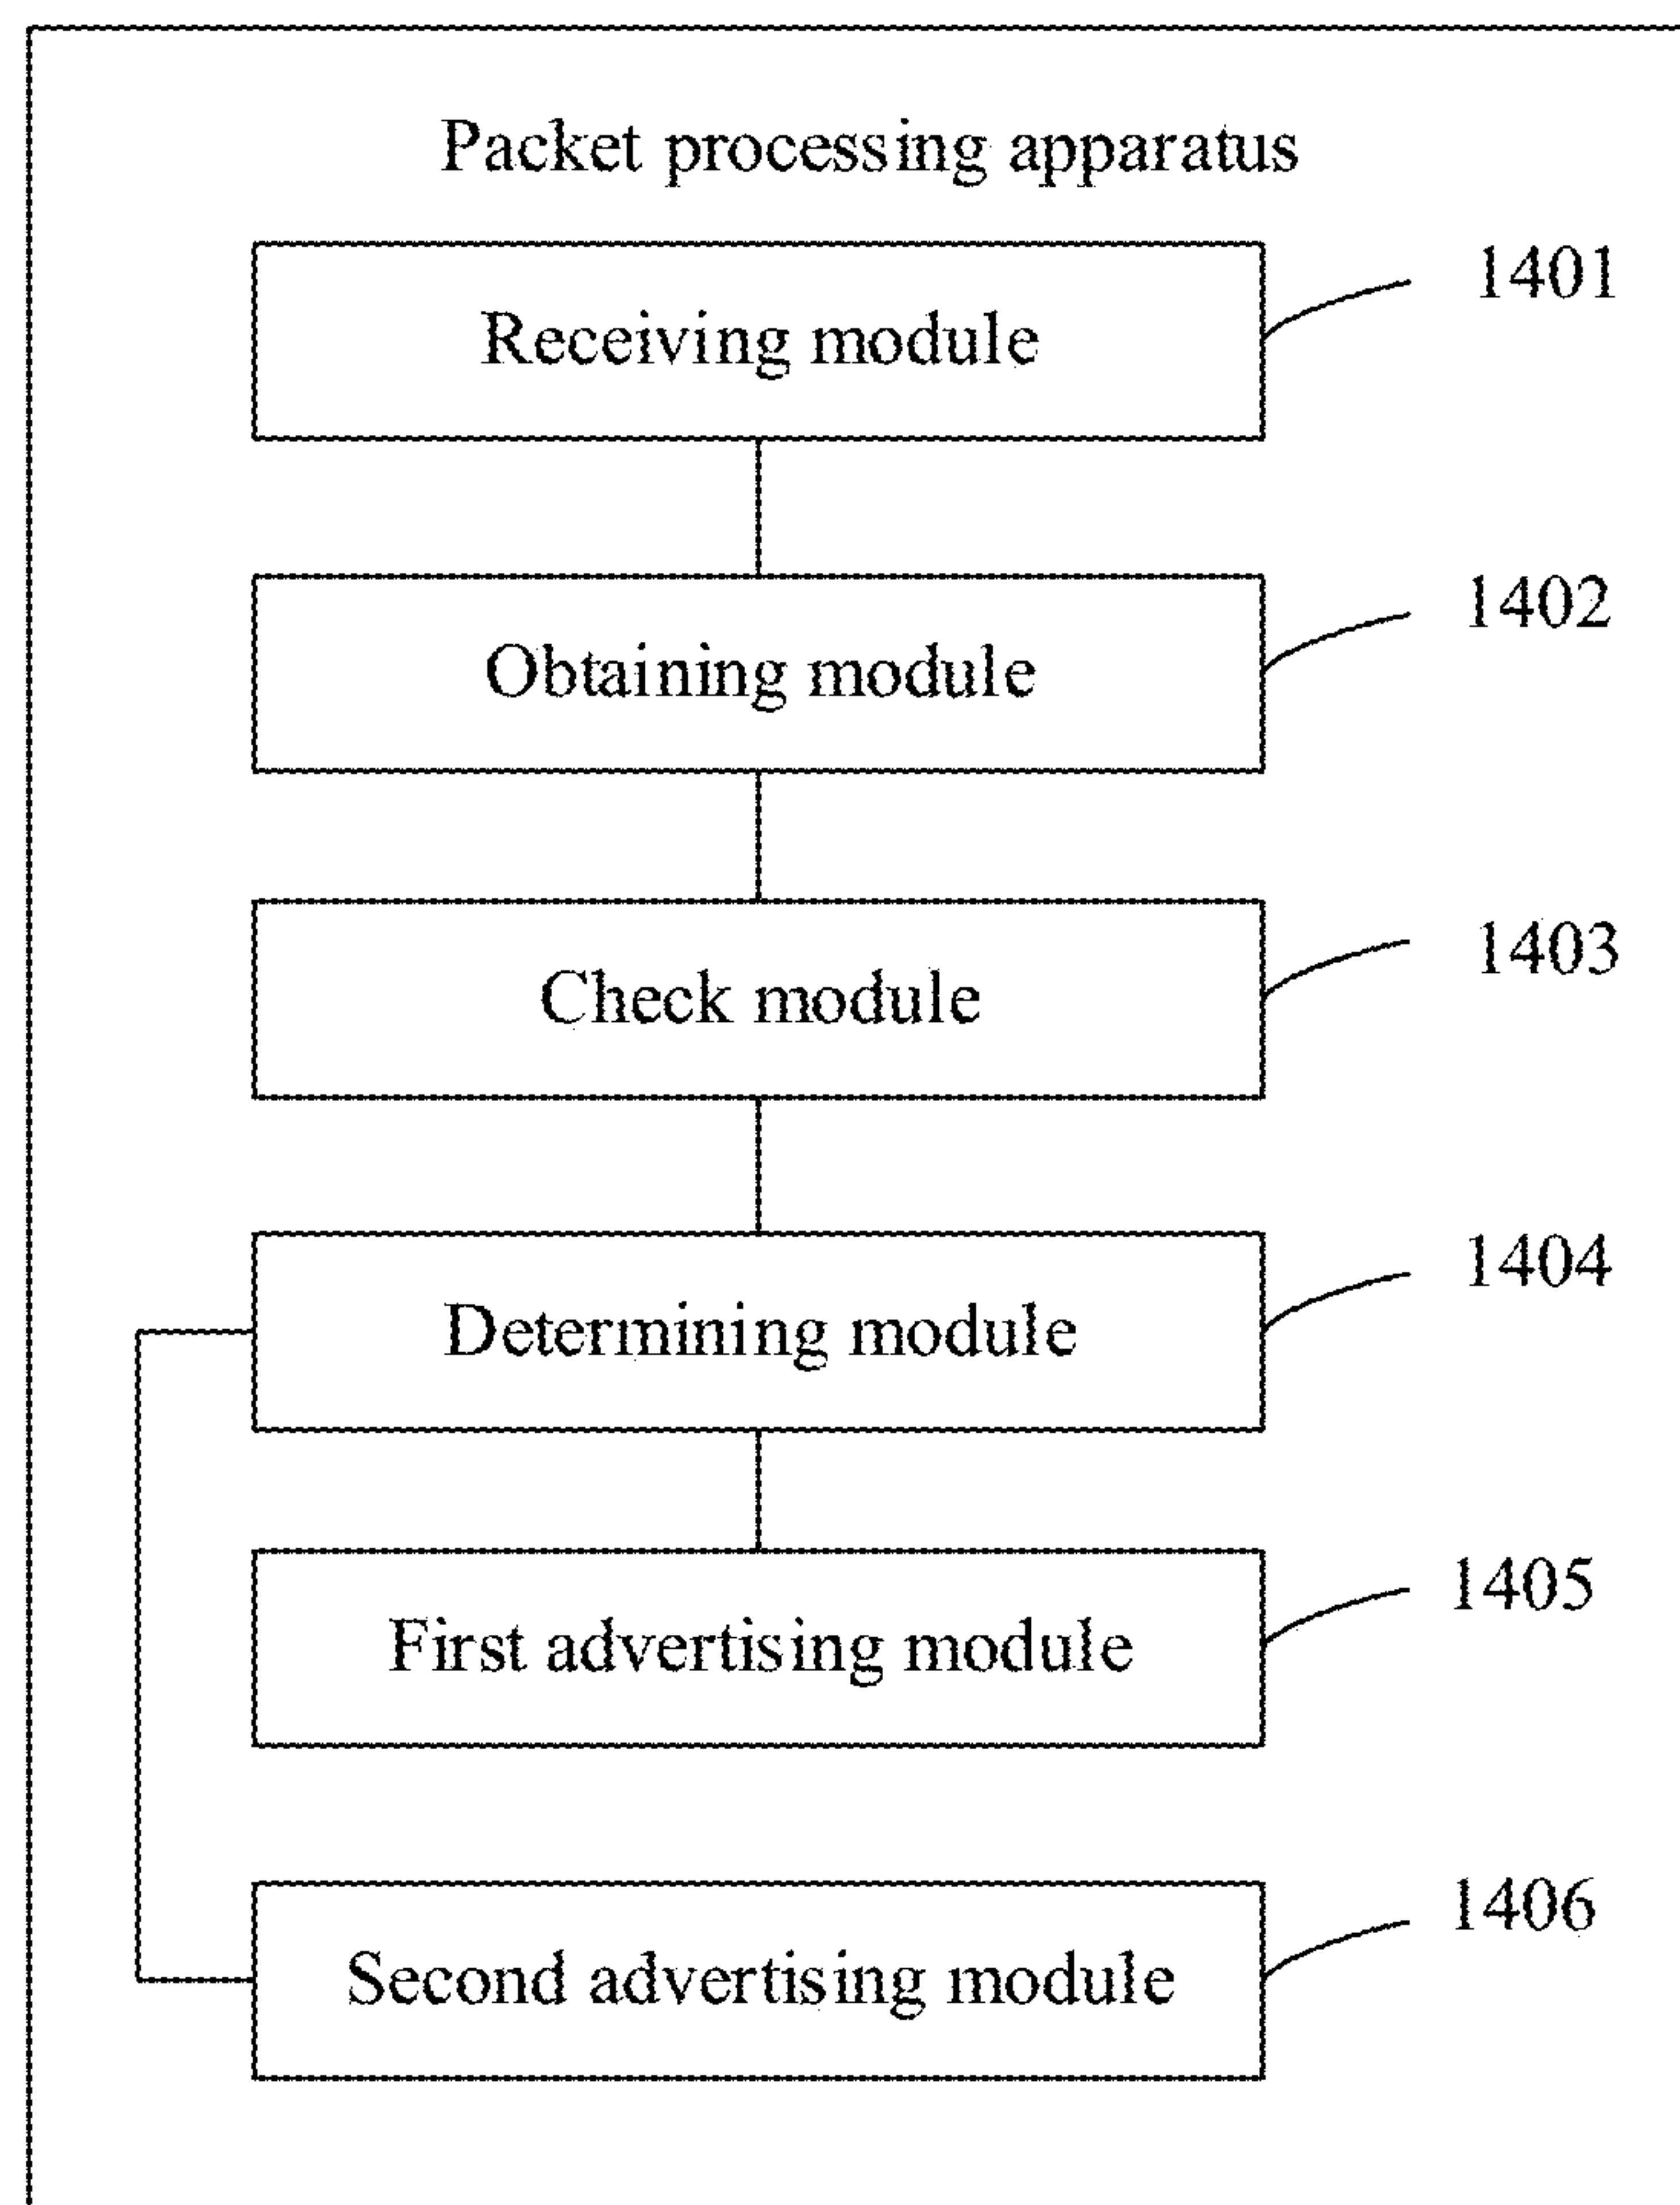 Packet processing apparatus
Receiving module
1401
Obtaining module
1402
Check module
1403
Determining module
1404
First advertising module
1405
Second advertising module
1406